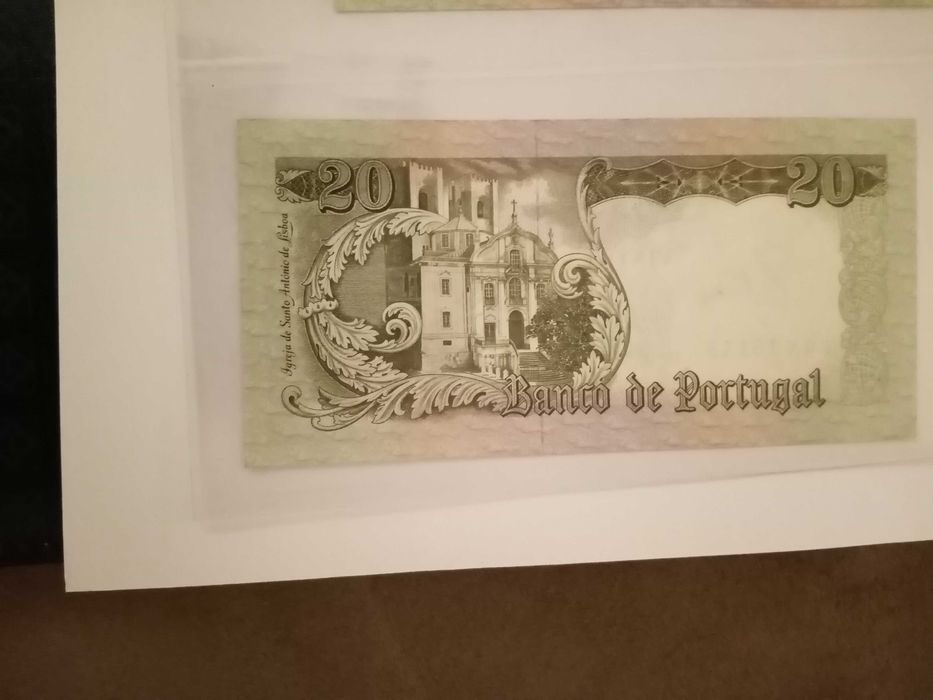 20
20
Igreja de Santo António de Lisboa
Banco de Portugal